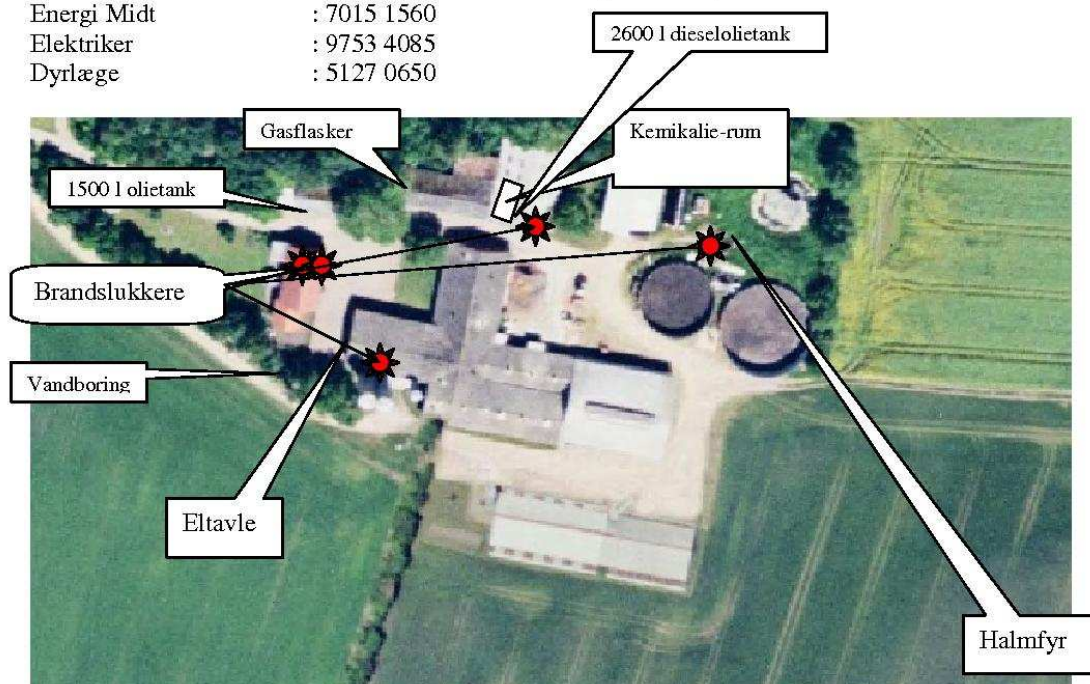 Energi Midt : 7015 1560
Elektriker : 9753 4085
Dyrlæge : 5127 0650
2600 l dieselolietank
Gasflasker
Kemikalie-rum
1500 l olietank
Brandslukkere
Vandboring
Eltavle
Halmfyr